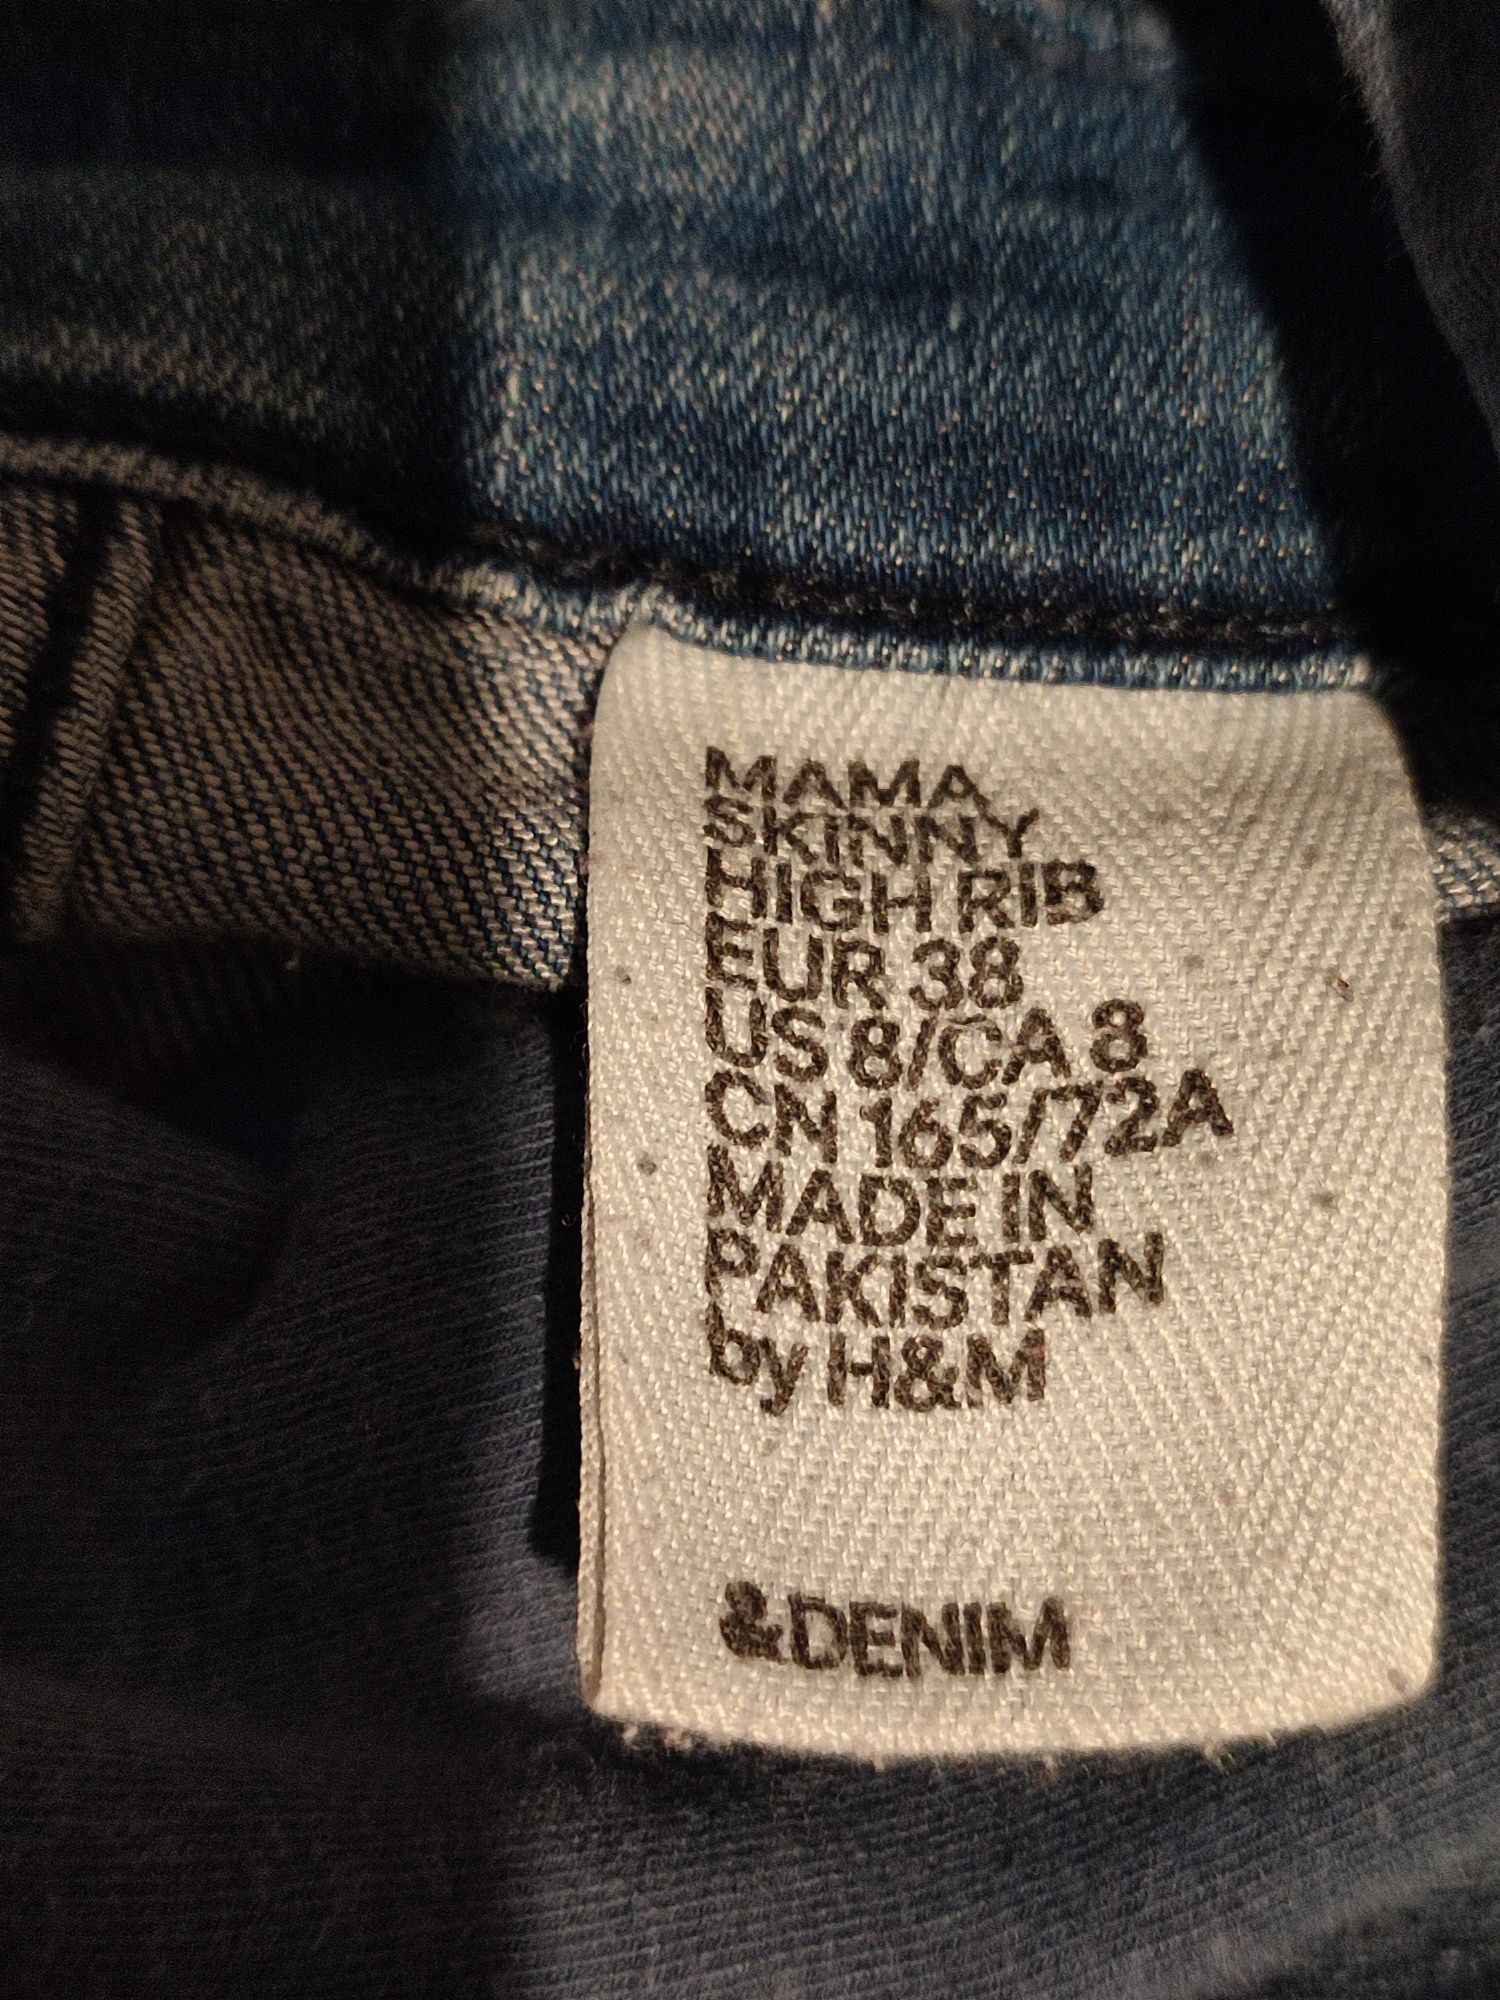 MAMA
SKINNY
HIGH RIB
EUR 38
US 8/CA 8
CN 165/72A
MADE IN
PAKISTAN
by H&M
&DENIM